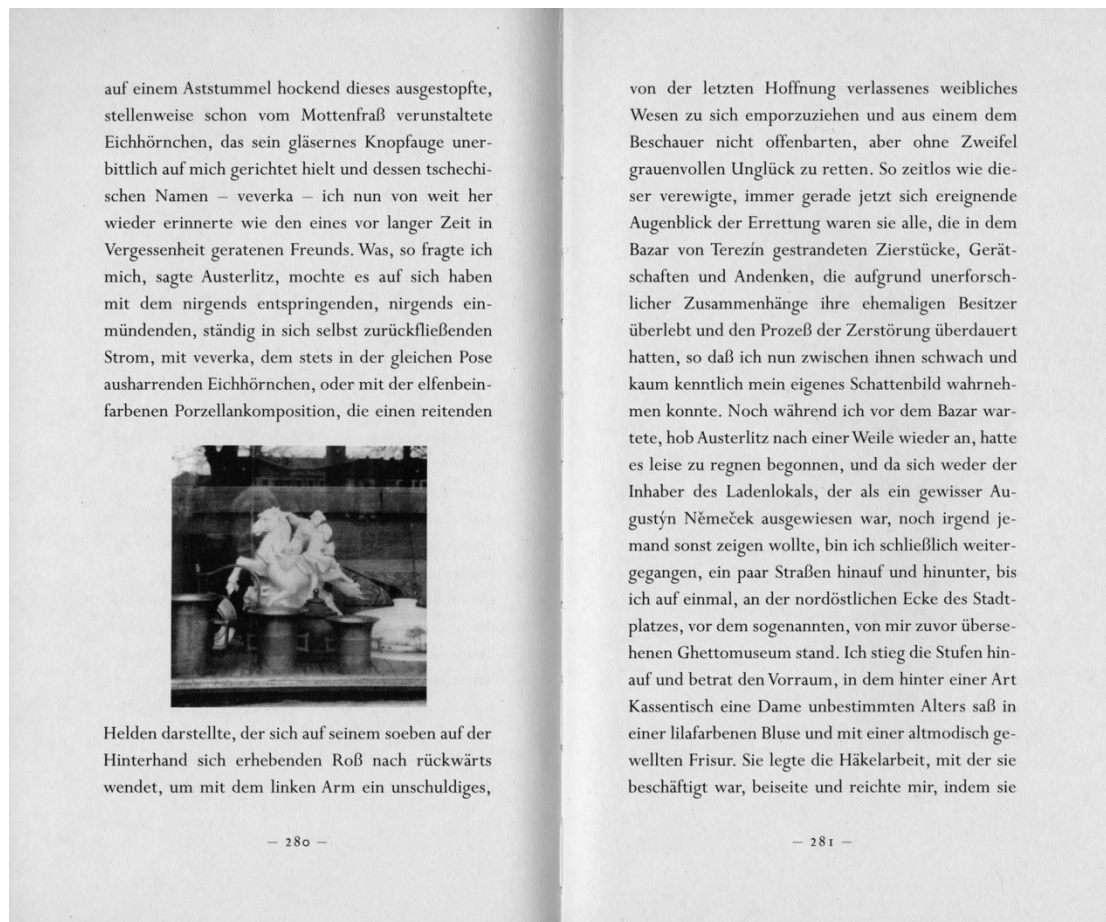 auf einem Aststummel hockend dieses ausgestopfte,
stellenweise schon vom Mottenfraß verunstaltete
Eichhörnchen, das sein gläsernes Knopfauge uner-
bittlich auf mich gerichtet hielt und dessen tschechi-
schen Namen – veverka – ich nun von weit her
wieder erinnerte wie den eines vor langer Zeit in
Vergessenheit geratenen Freunds. Was, so fragte ich
mich, sagte Austerlitz, mochte es auf sich haben
mit dem nirgends entspringenden, nirgends ein-
mündenden, ständig in sich selbst zurückfließenden
Strom, mit veverka, dem stets in der gleichen Pose
ausharrenden Eichhörnchen, oder mit der elfenbein-
farbenen Porzellankomposition, die einen reitenden
Helden darstellte, der sich auf seinem soeben auf der
Hinterhand sich erhebenden Roß nach rückwärts
wendet, um mit dem linken Arm ein unschuldiges,
– 280 –
von der letzten Hoffnung verlassenes weibliches
Wesen zu sich emporzuziehen und aus einem dem
Beschauer nicht offenbarten, aber ohne Zweifel
grauenvollen Unglück zu retten. So zeitlos wie die-
ser verewigte, immer gerade jetzt sich ereignende
Augenblick der Errettung waren sie alle, die in dem
Bazar von Terezín gestrandeten Zierstücke, Gerät-
schaften und Andenken, die aufgrund unerforsch-
licher Zusammenhänge ihre ehemaligen Besitzer
überlebt und den Prozeß der Zerstörung überdauert
hatten, so daß ich nun zwischen ihnen schwach und
kaum kenntlich mein eigenes Schattenbild wahrneh-
men konnte. Noch während ich vor dem Bazar war-
tete, hob Austerlitz nach einer Weile wieder an, hatte
es leise zu regnen begonnen, und da sich weder der
Inhaber des Ladenlokals, der als ein gewisser Au-
gustýn Němeček ausgewiesen war, noch irgend je-
mand sonst zeigen wollte, bin ich schließlich weiter-
gegangen, ein paar Straßen hinauf und hinunter, bis
ich auf einmal, an der nordöstlichen Ecke des Stadt-
platzes, vor dem sogenannten, von mir zuvor überse-
henen Ghettomuseum stand. Ich stieg die Stufen hin-
auf und betrat den Vorraum, in dem hinter einer Art
Kassentisch eine Dame unbestimmten Alters saß in
einer lilafarbenen Bluse und mit einer altmodisch ge-
wellten Frisur. Sie legte die Häkelarbeit, mit der sie
beschäftigt war, beiseite und reichte mir, indem sie
– 281 –